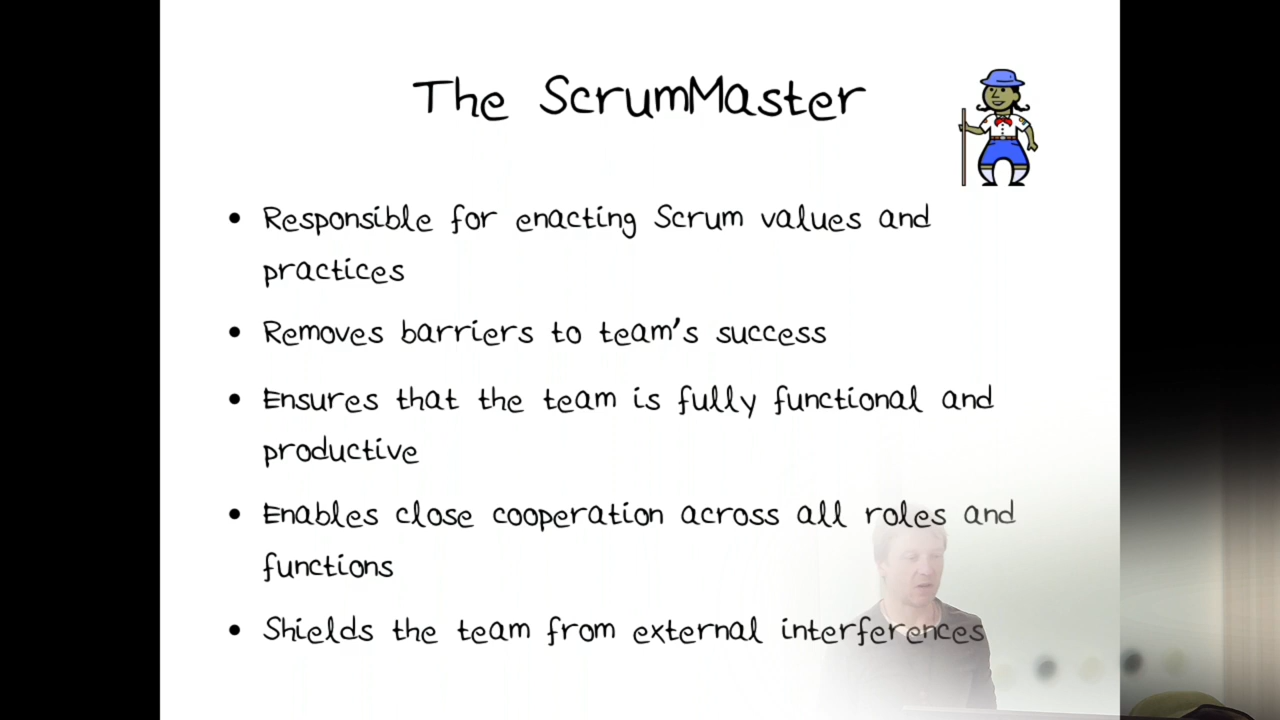 The ScrumMaster
• Responsible for enacting Scrum values and
practices
• Removes barriers to team's success
• Ensures that the team is fully functional and
productive
• Enables close cooperation across all roles and
functions
• Shields the team from external interferences